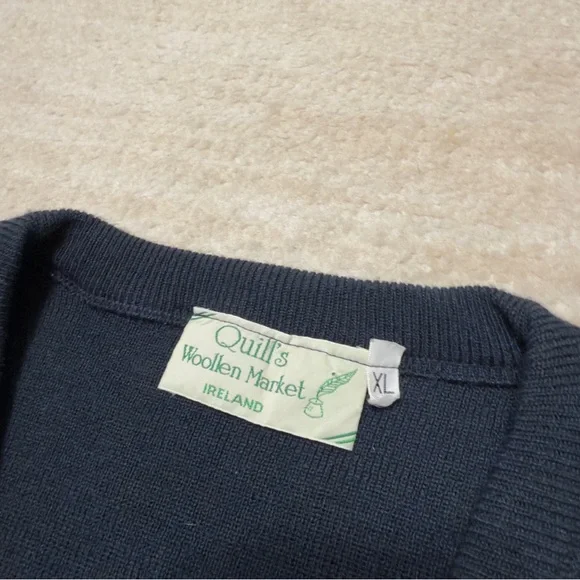 Quill's
Woollen Market
IRELAND
XL